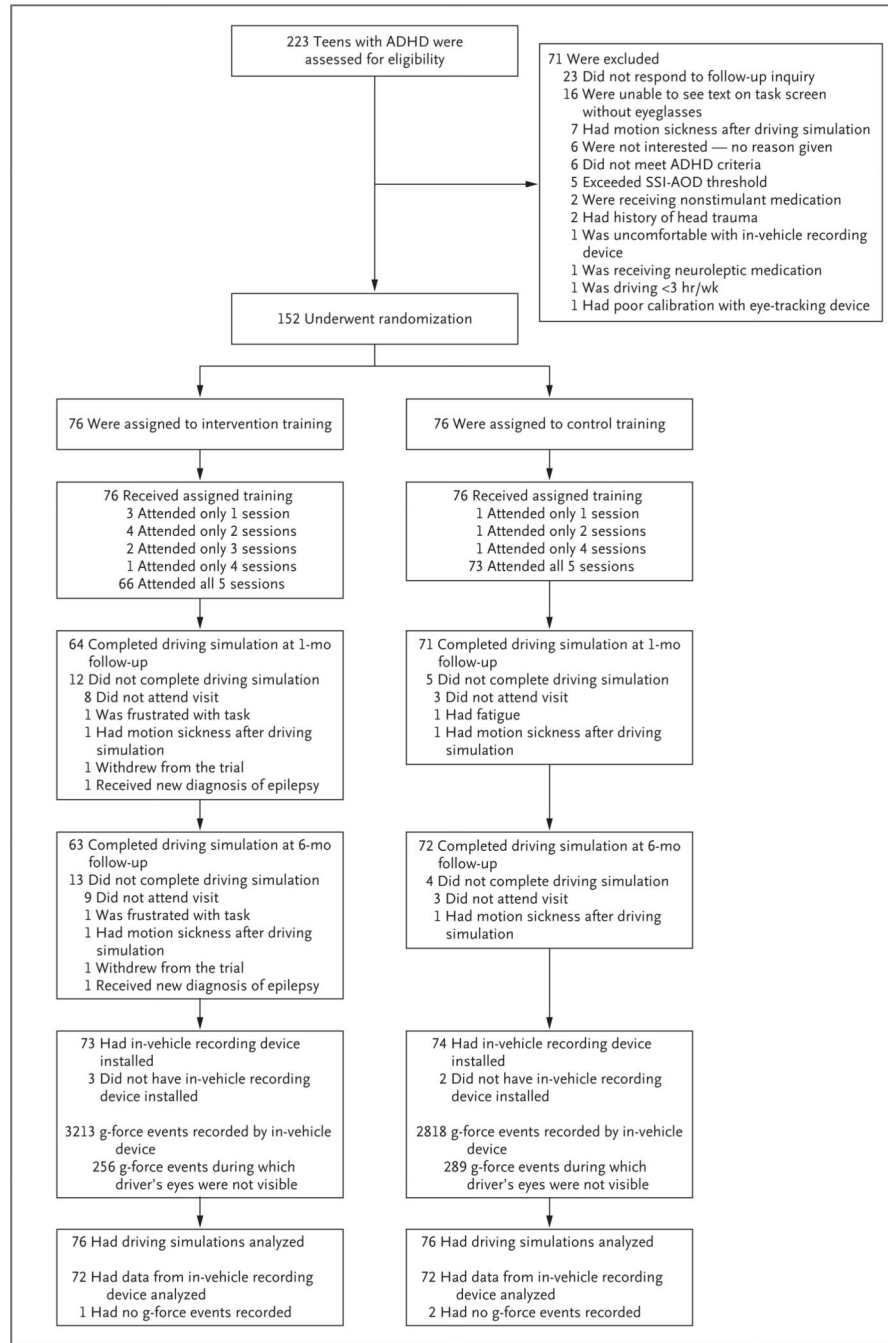 223 Teens with ADHD were
assessed for eligibility
71 Were excluded
23 Did not respond to follow-up inquiry
16 Were unable to see text on task screen
without eyeglasses
7 Had motion sickness after driving simulation
6 Were not interested — no reason given
6 Did not meet ADHD criteria
5 Exceeded SSI-AOD threshold
2 Were receiving nonstimulant medication
2 Had history of head trauma
1 Was uncomfortable with in-vehicle recording
device
1 Was receiving neuroleptic medication
1 Was driving <3 hr/wk
1 Had poor calibration with eye-tracking device
152 Underwent randomization
76 Were assigned to intervention training
76 Were assigned to control training
76 Received assigned training
3 Attended only 1 session
4 Attended only 2 sessions
2 Attended only 3 sessions
1 Attended only 4 sessions
66 Attended all 5 sessions
76 Received assigned training
1 Attended only 1 session
1 Attended only 2 sessions
1 Attended only 4 sessions
73 Attended all 5 sessions
64 Completed driving simulation at 1-mo
follow-up
12 Did not complete driving simulation
8 Did not attend visit
1 Was frustrated with task
1 Had motion sickness after driving
simulation
1 Withdrew from the trial
1 Received new diagnosis of epilepsy
71 Completed driving simulation at 1-mo
follow-up
5 Did not complete driving simulation
3 Did not attend visit
1 Had fatigue
1 Had motion sickness after driving
simulation
63 Completed driving simulation at 6-mo
follow-up
13 Did not complete driving simulation
9 Did not attend visit
1 Was frustrated with task
1 Had motion sickness after driving
simulation
1 Withdrew from the trial
1 Received new diagnosis of epilepsy
72 Completed driving simulation at 6-mo
follow-up
4 Did not complete driving simulation
3 Did not attend visit
1 Had motion sickness after driving
simulation
73 Had in-vehicle recording device
installed
3 Did not have in-vehicle recording
device installed
3213 g-force events recorded by in-vehicle
device
256 g-force events during which
driver's eyes were not visible
74 Had in-vehicle recording device
installed
2 Did not have in-vehicle recording
device installed
2818 g-force events recorded by in-vehicle
device
289 g-force events during which
driver's eyes were not visible
76 Had driving simulations analyzed
72 Had data from in-vehicle recording
device analyzed
1 Had no g-force events recorded
76 Had driving simulations analyzed
72 Had data from in-vehicle recording
device analyzed
2 Had no g-force events recorded